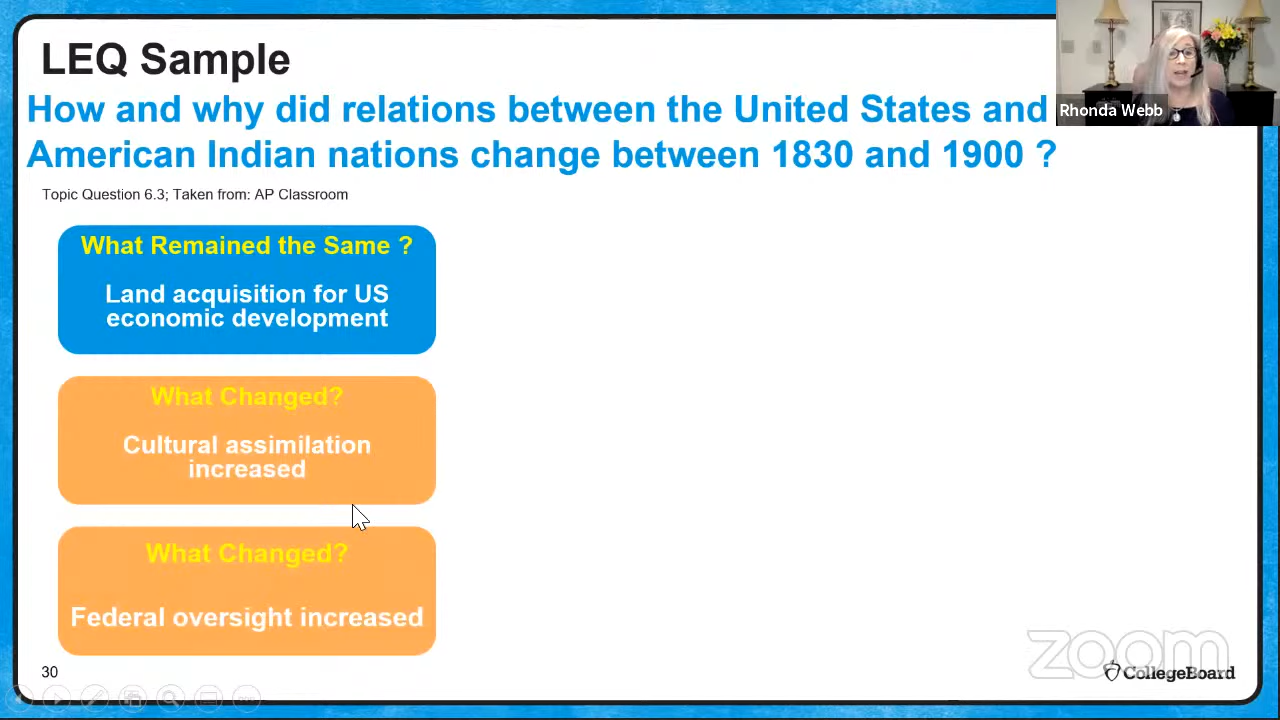 LEQ Sample
How and why did relations between the United States and
American Indian nations change between 1830 and 1900 ?
Rhonda Webb
Topic Question 6.3; Taken from: AP Classroom
What Remained the Same ?
Land acquisition for US
economic development
What Changed?
Cultural assimilation
increased
What Changed?
Federal oversight increased
30
zoom
CollegeBoard